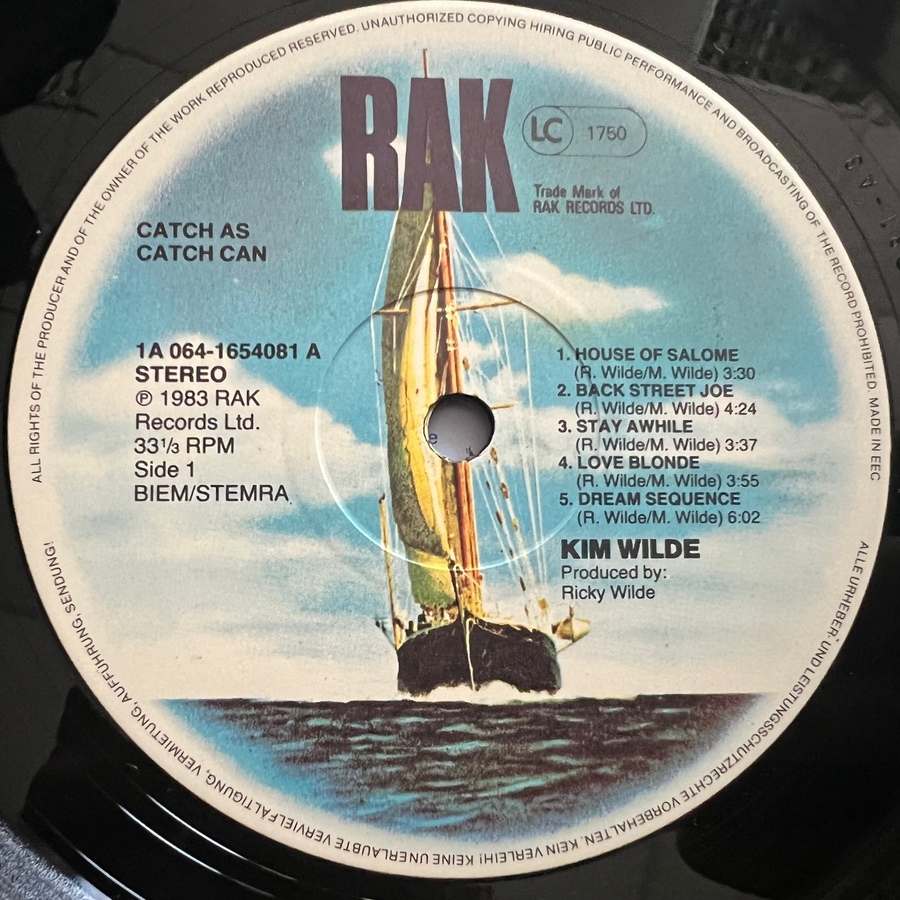 ALL RIGHTS OF THE PRODUCER AND OF THE OWNER OF THE WORK REPRODUCED RESERVED. UNAUTHORIZED COPYING HIRING PUBLIC PERFORMANCE AND BROADCASTING OF THE RECORD PROHIBITED. MADE IN EEC
RAK
LC 1750
Trade Mark of
RAK RECORDS LTD.
CATCH AS
CATCH CAN
1A 064-1654081 A
STEREO
℗ 1983 RAK
Records Ltd.
33 1/3 RPM
Side 1
BIEM/STEMRA
1. HOUSE OF SALOME
(R. Wilde/M. Wilde) 3:30
2. BACK STREET JOE
(R. Wilde/M. Wilde) 4:24
3. STAY AWHILE
(R. Wilde/M. Wilde) 3:37
4. LOVE BLONDE
(R. Wilde/M. Wilde) 3:55
5. DREAM SEQUENCE
(R. Wilde/M. Wilde) 6:02
KIM WILDE
Produced by:
Ricky Wilde
ALLE URHEBER- UND LEISTUNGSSCHUTZRECHTE VORBEHALTEN. KEIN VERLEIH! KEINE UNERLAUBTE VERVIELFÄLTIGUNG, VERMIETUNG, AUFFÜHRUNG, SENDUNG!